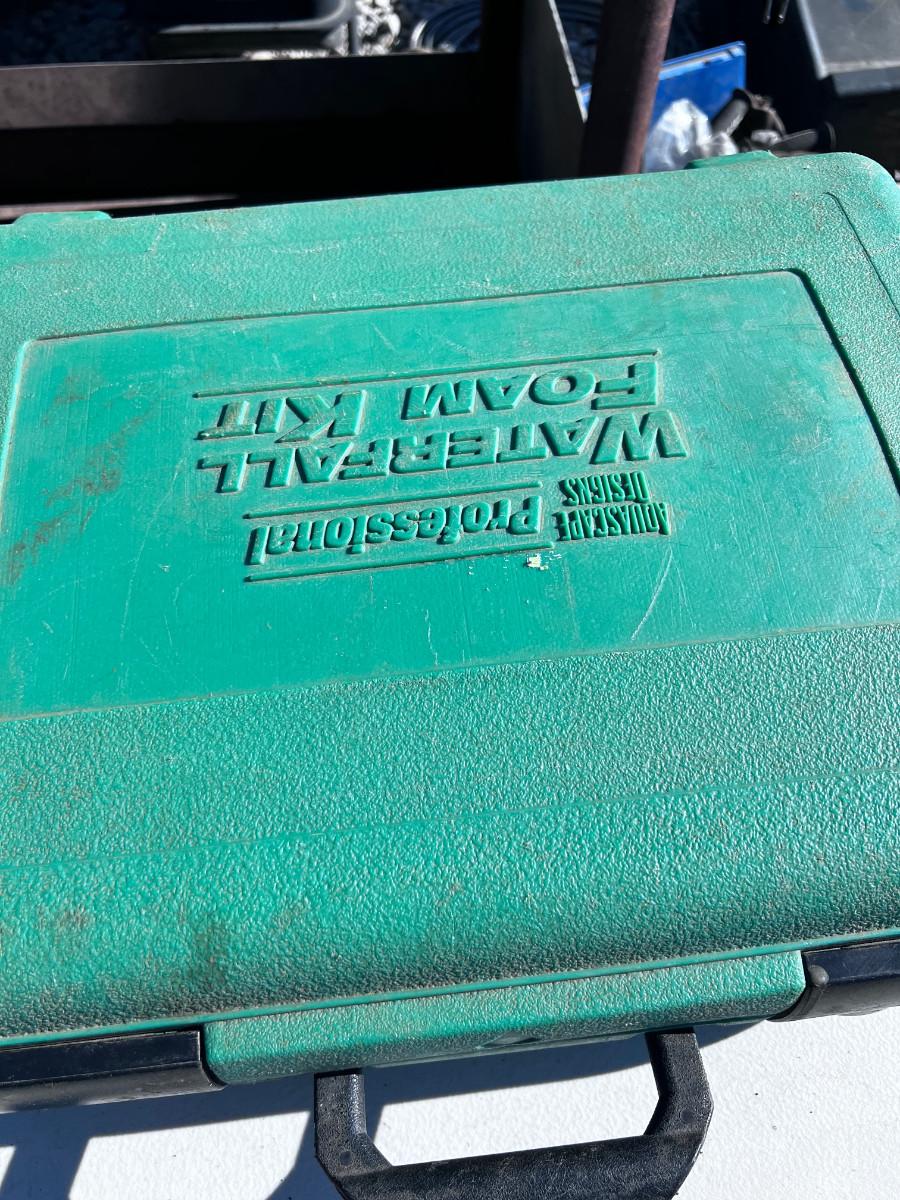 AQUASCAPE
DESIGNS
Professional
WATERFALL
FOAM KIT